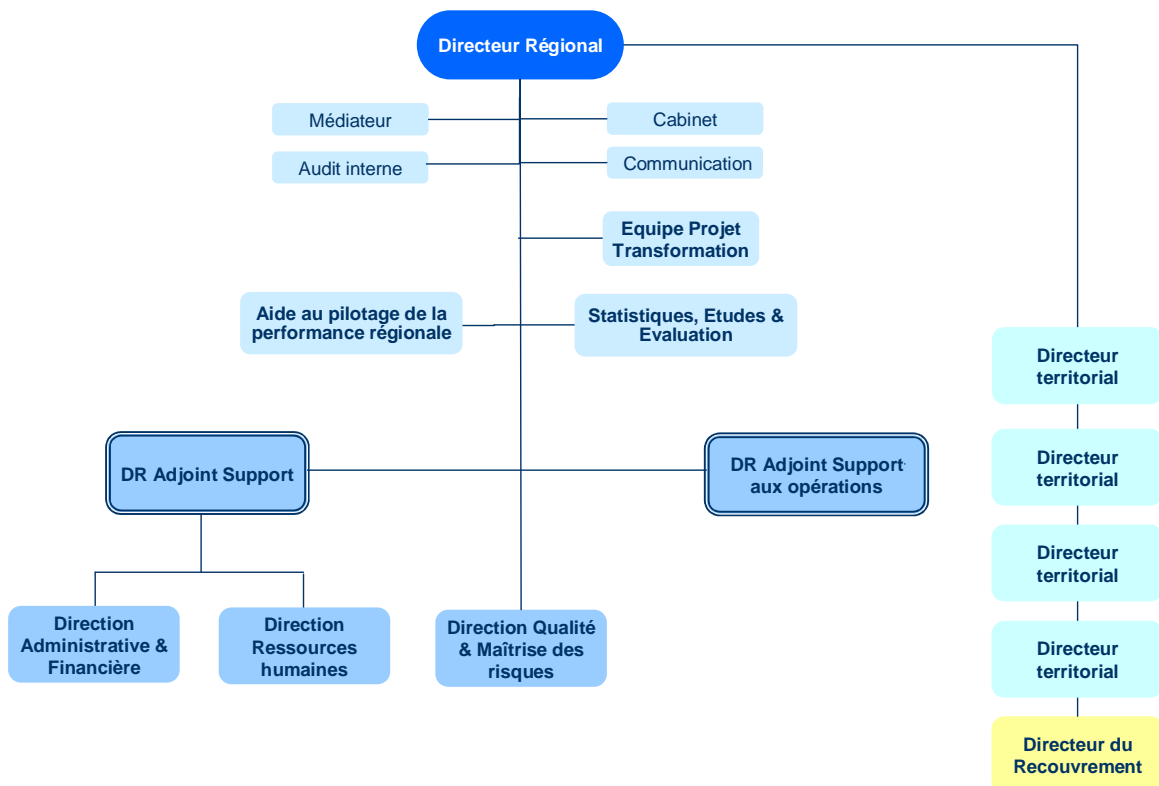 Directeur Régional
Médiateur
Cabinet
Audit interne
Communication
Equipe Projet
Transformation
Aide au pilotage de la
performance régionale
Statistiques, Etudes &
Evaluation
DR Adjoint Support
DR Adjoint Support
aux opérations
Direction
Administrative &
Financière
Direction
Ressources
humaines
Direction Qualité
& Maîtrise des
risques
Directeur
territorial
Directeur
territorial
Directeur
territorial
Directeur
territorial
Directeur du
Recouvrement